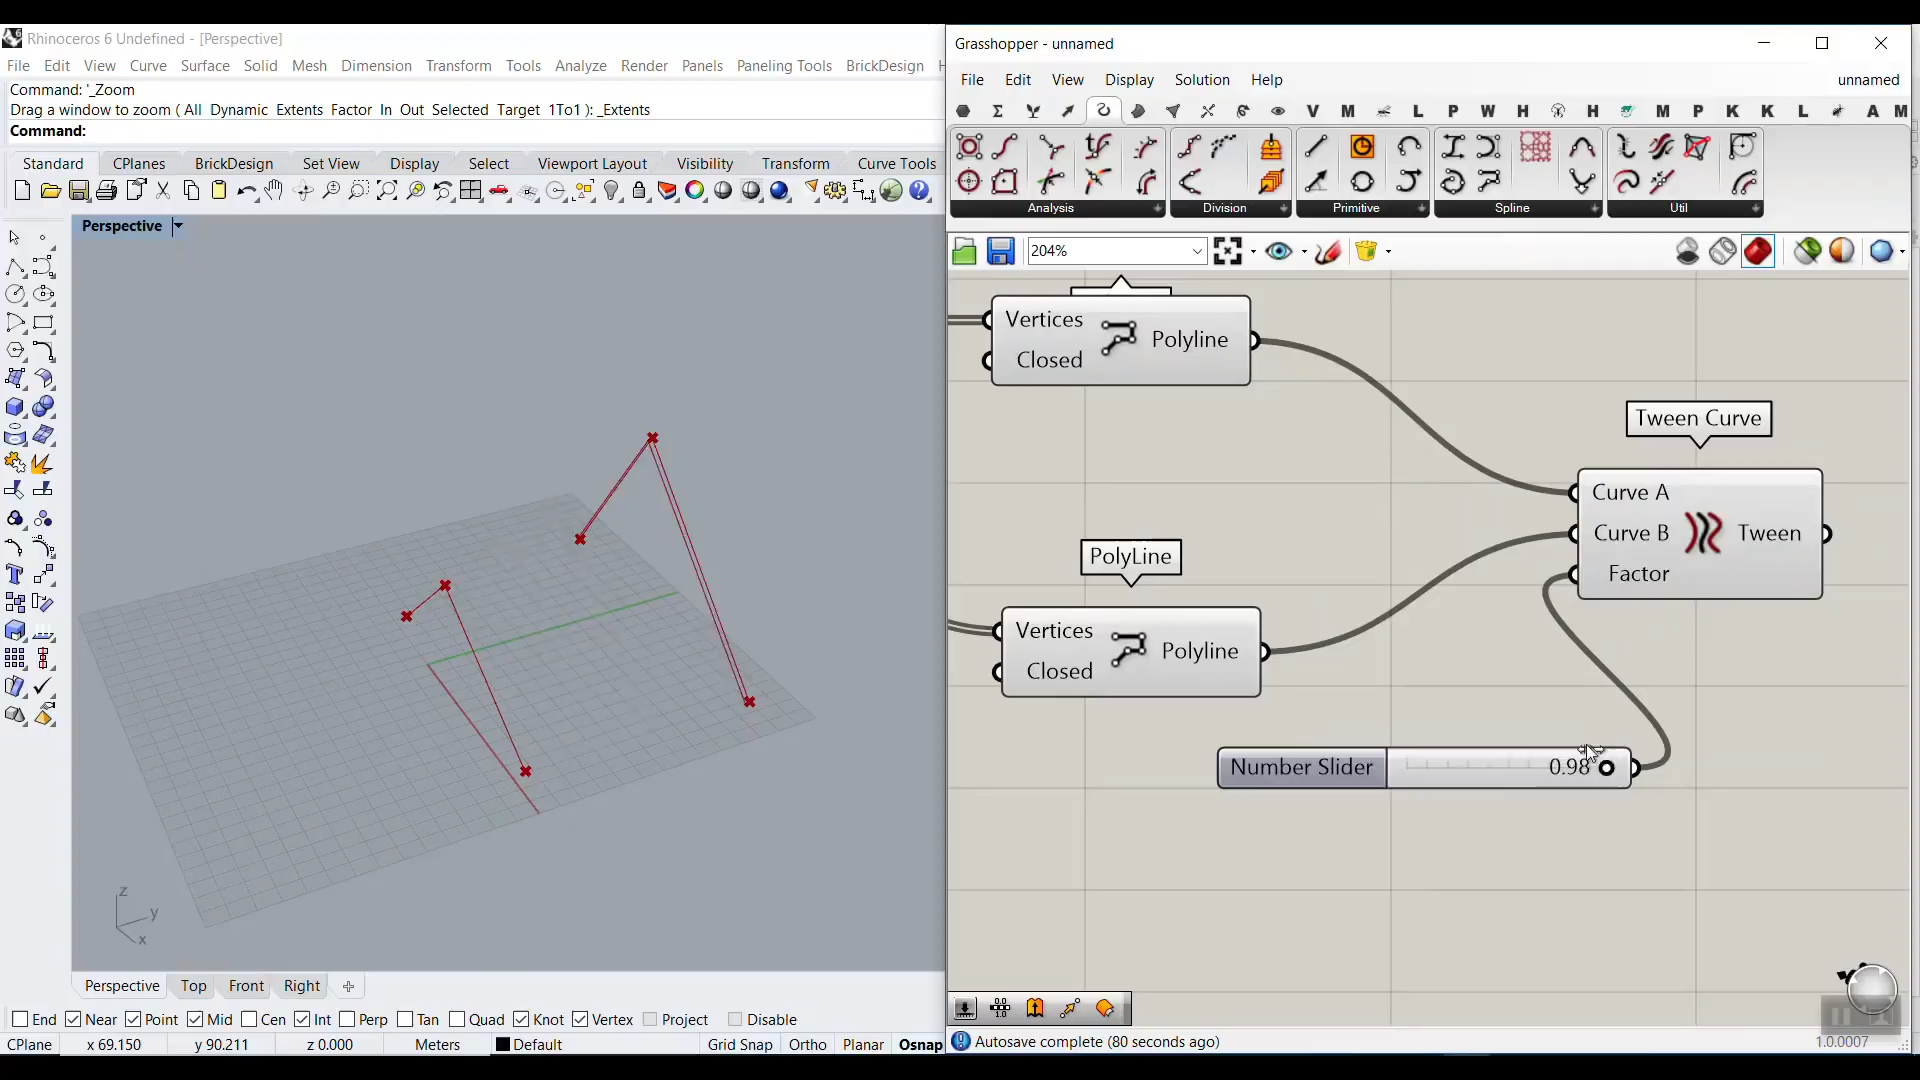 Rhinoceros 6 Undefined - [Perspective]
File Edit View Curve Surface Solid Mesh Dimension Transform Tools Analyze Render Panels Paneling Tools BrickDesign H
Command: '_Zoom
Drag a window to zoom ( All Dynamic Extents Factor In Out Selected Target 1To1 ): _Extents
Command:
Standard CPlanes BrickDesign Set View Display Select Viewport Layout Visibility Transform Curve Tools
Perspective
z
y
x
Perspective Top Front Right
End Near Point Mid Cen Int Perp Tan Quad Knot Vertex Project Disable
CPlane x 69.150 y 90.211 z 0.000 Meters Default Grid Snap Ortho Planar Osnap
Grasshopper - unnamed
File Edit View Display Solution Help unnamed
V M L P W H H M P K K L A M
Analysis Division Primitive Spline Util
204%
Vertices
Closed
Polyline
PolyLine
Vertices
Closed
Polyline
Tween Curve
Curve A
Curve B
Factor
Tween
Number Slider 0.98
Autosave complete (80 seconds ago)
1.0.0007